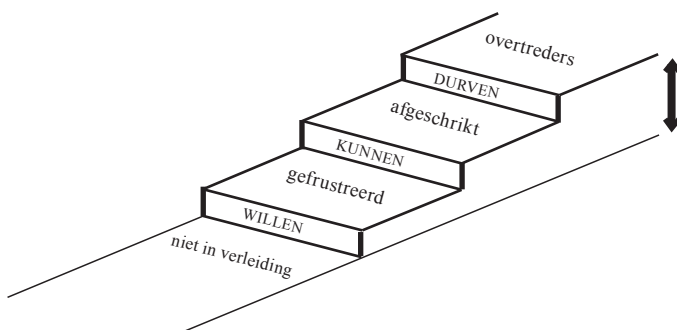 overtreders
DURVEN
afgeschrikt
KUNNEN
gefrustreerd
WILLEN
niet in verleiding